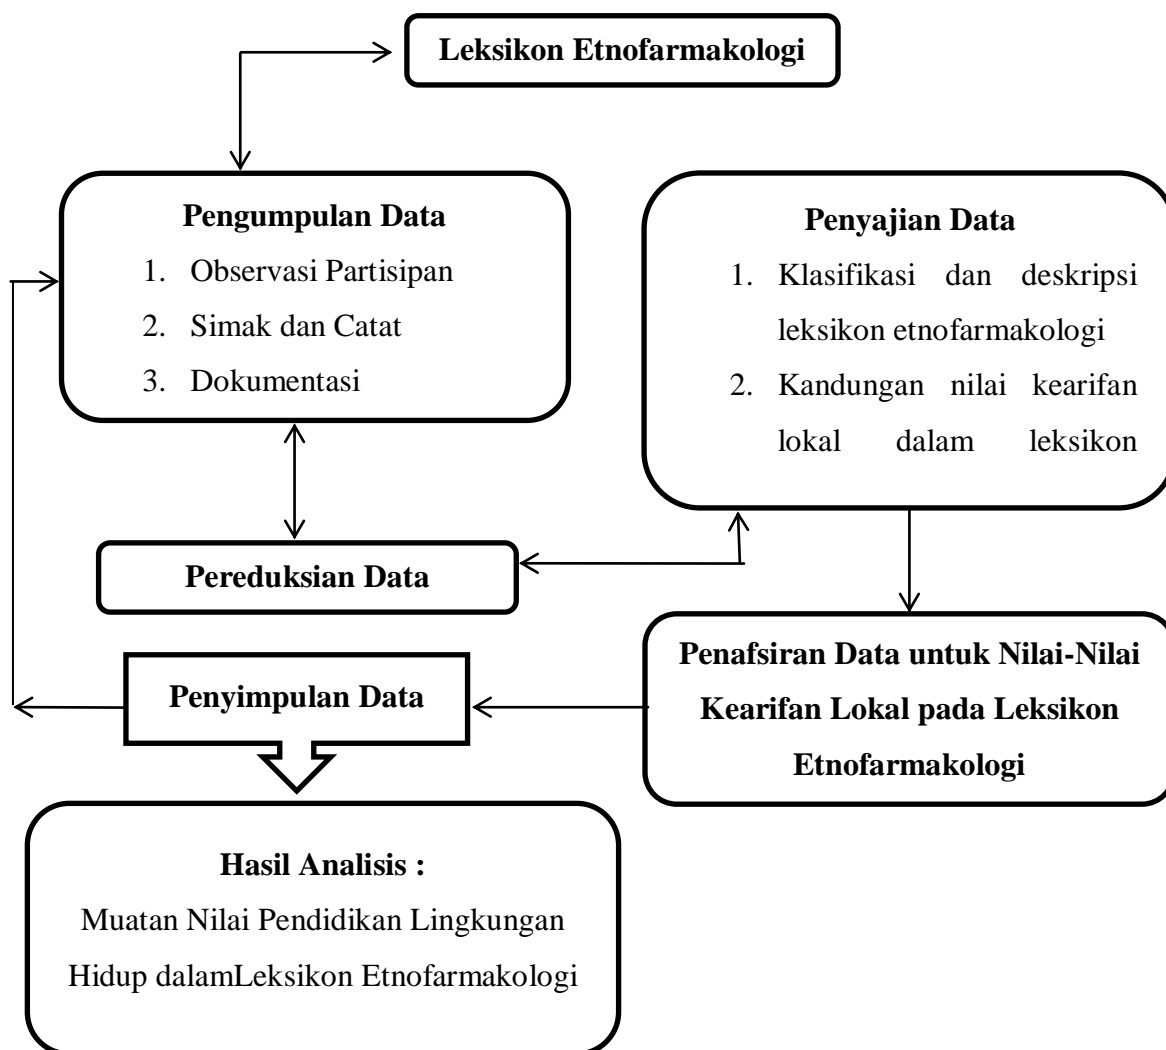 Leksikon Etnofarmakologi
Pengumpulan Data
1. Observasi Partisipan
2. Simak dan Catat
3. Dokumentasi
Penyajian Data
1. Klasifikasi dan deskripsi
leksikon etnofarmakologi
2. Kandungan nilai kearifan
lokal dalam leksikon
Pereduksian Data
Penafsiran Data untuk Nilai-Nilai
Kearifan Lokal pada Leksikon
Etnofarmakologi
Penyimpulan Data
Hasil Analisis :
Muatan Nilai Pendidikan Lingkungan
Hidup dalamLeksikon Etnofarmakologi